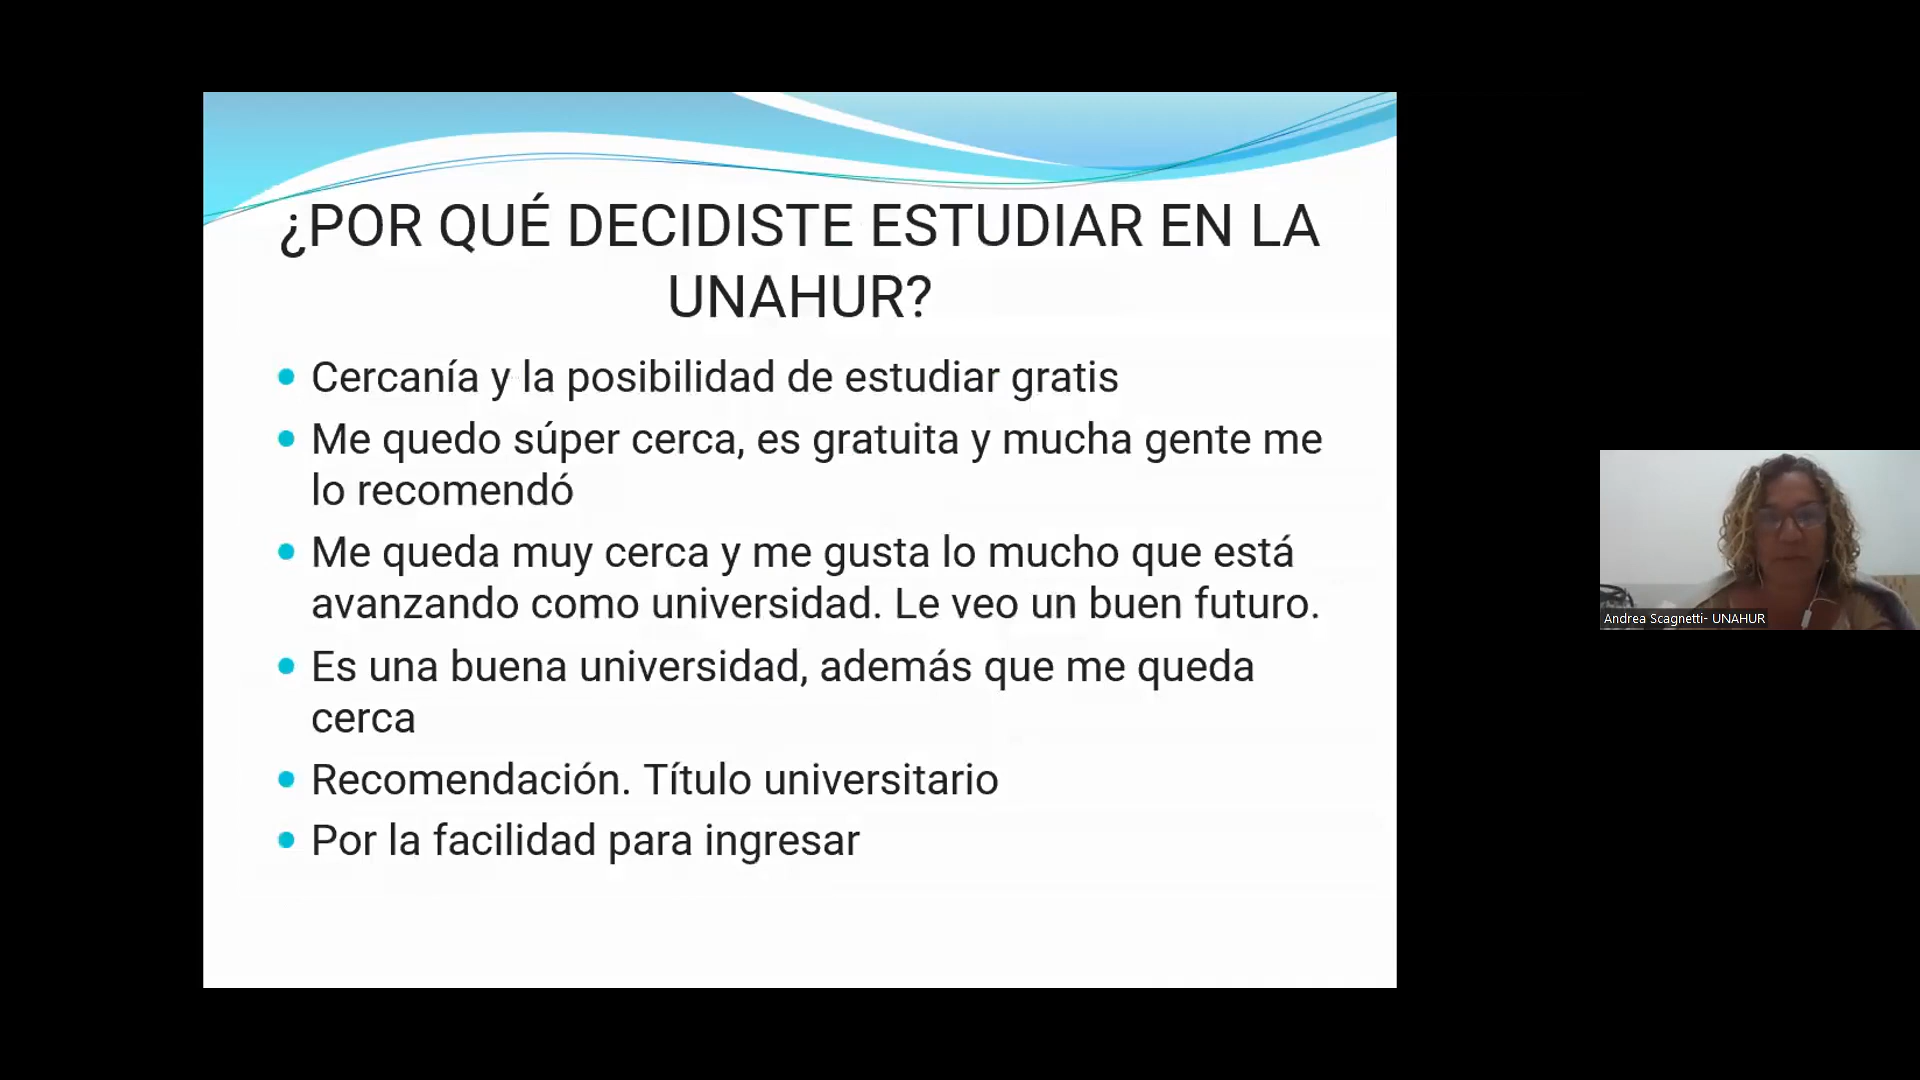 ¿POR QUÉ DECIDISTE ESTUDIAR EN LA
UNAHUR?
• Cercanía y la posibilidad de estudiar gratis
• Me quedo súper cerca, es gratuita y mucha gente me
lo recomendó
• Me queda muy cerca y me gusta lo mucho que está
avanzando como universidad. Le veo un buen futuro.
• Es una buena universidad, además que me queda
cerca
• Recomendación. Título universitario
• Por la facilidad para ingresar
Andrea Scagnetti- UNAHUR